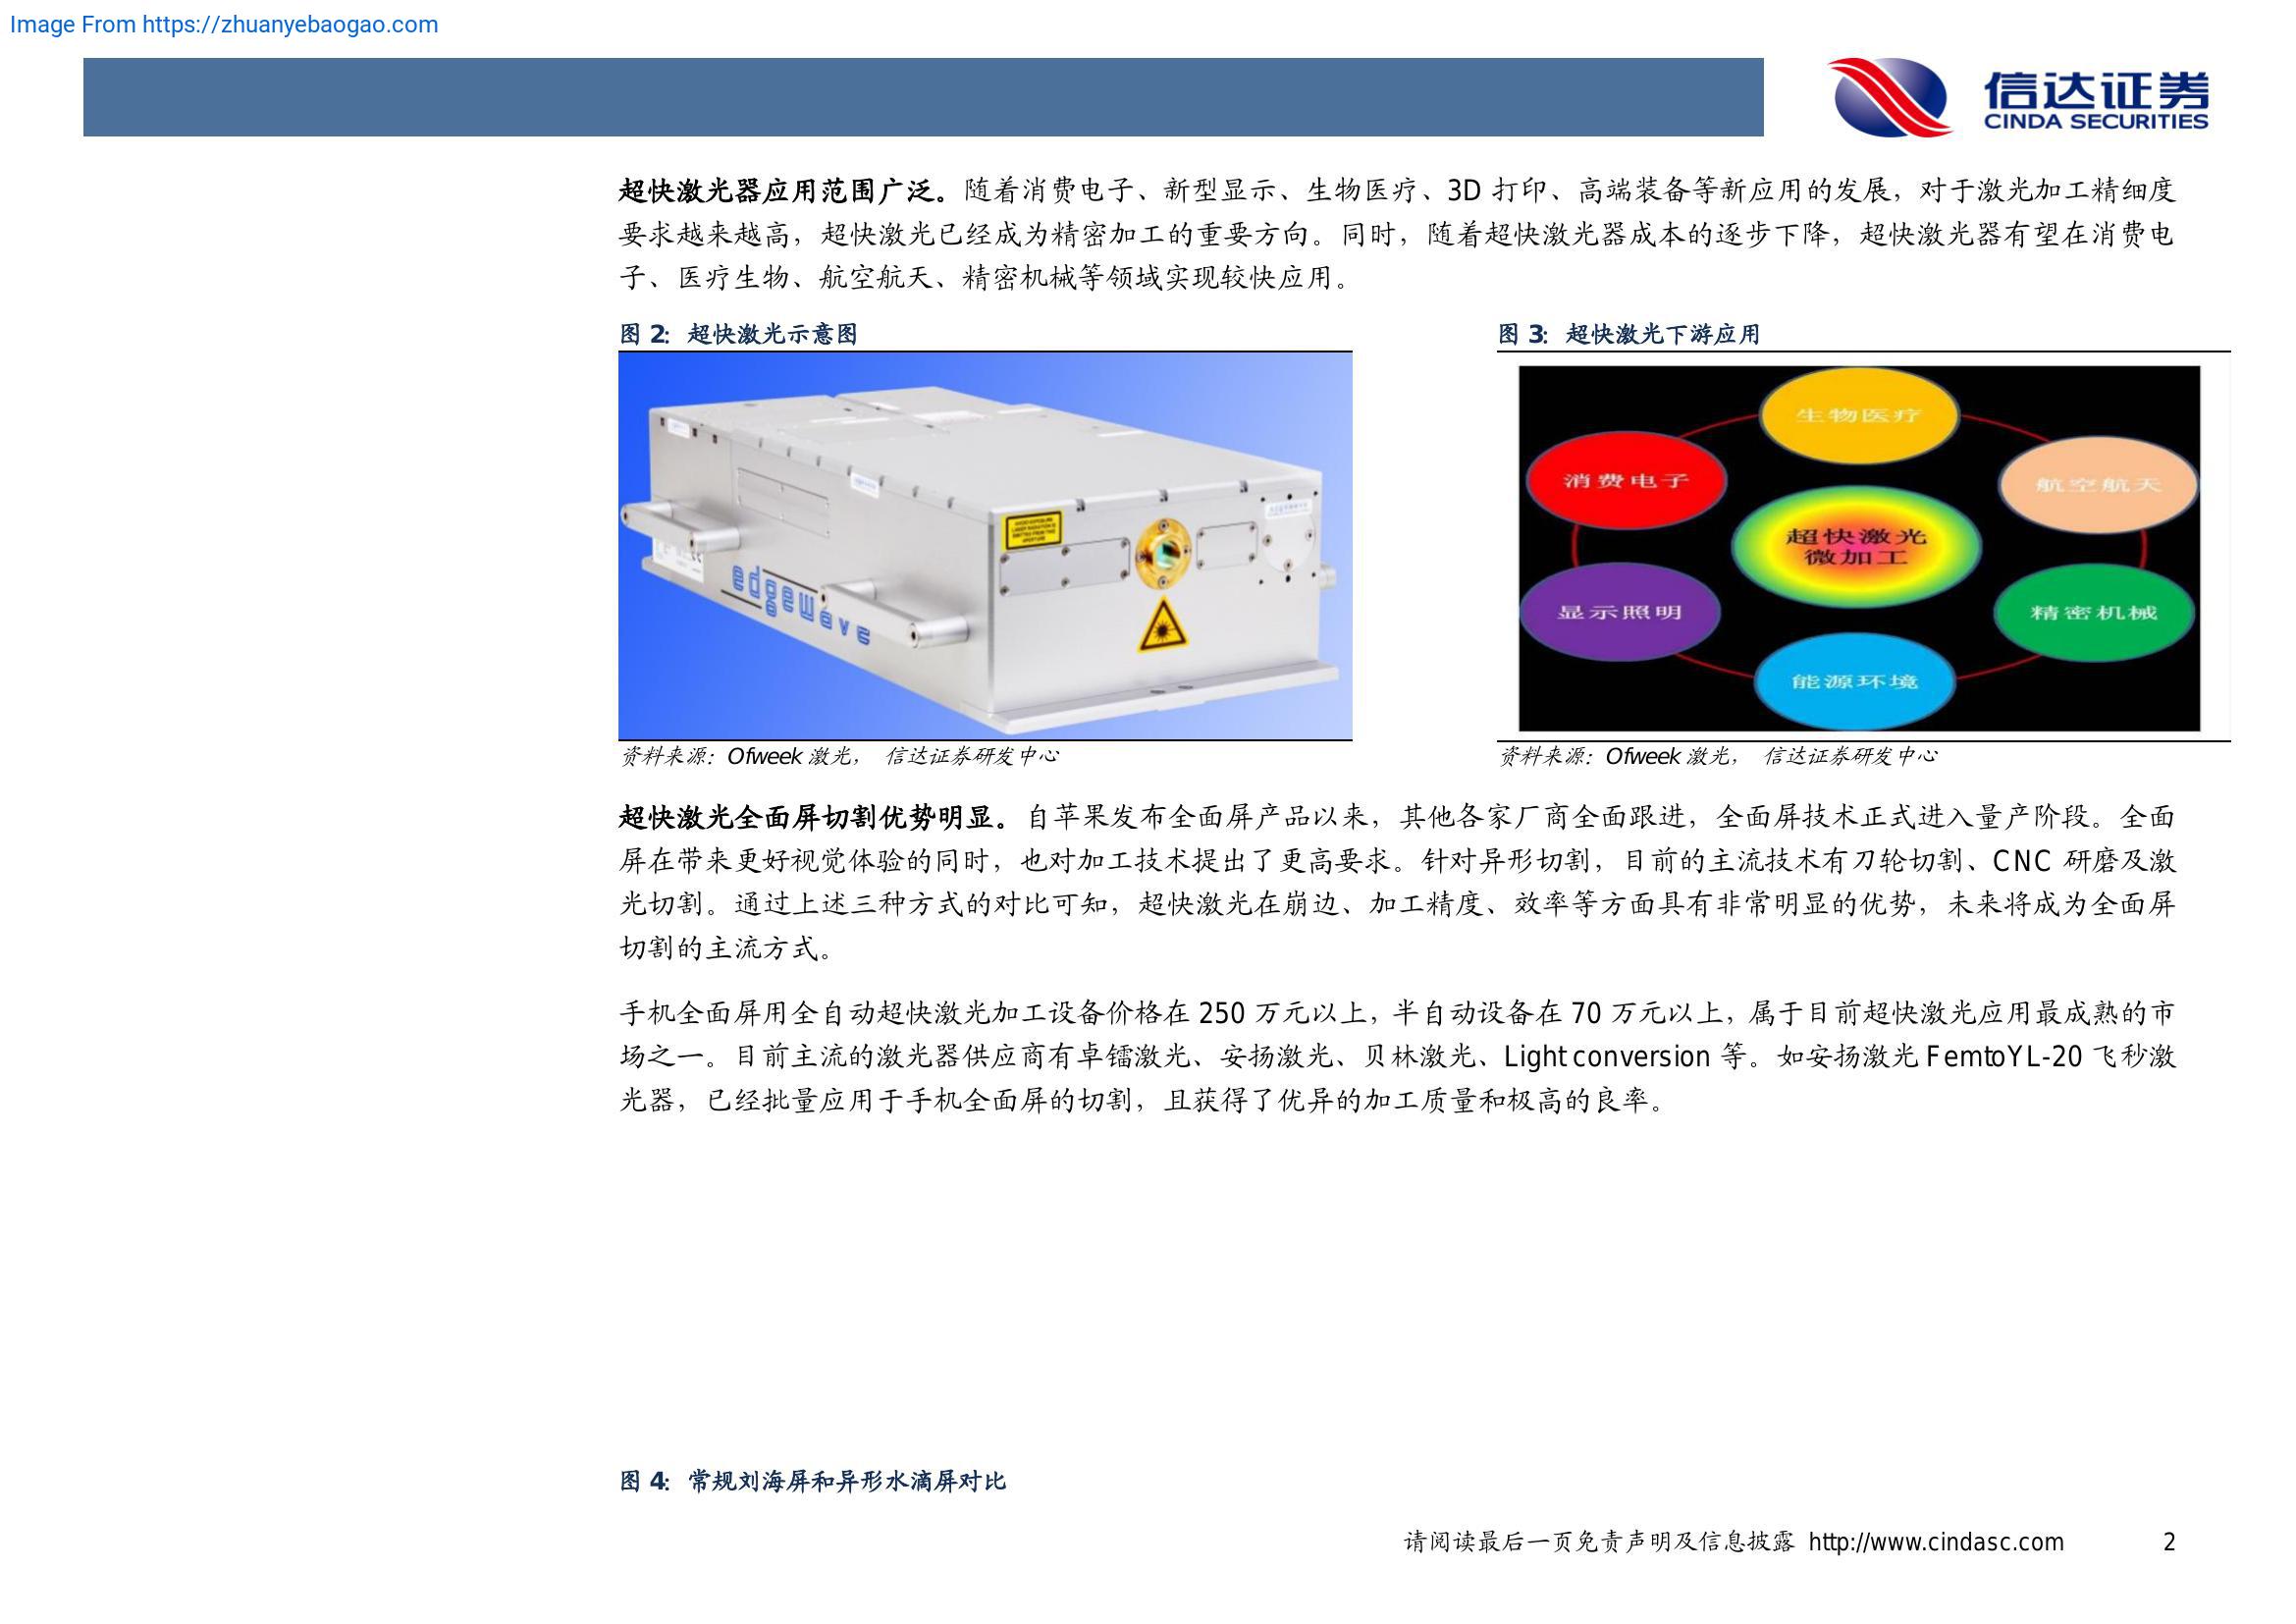 Image From https://zhuanyebaogao.com
信达证券
CINDA SECURITIES
超快激光器应用范围广泛。随着消费电子、新型显示、生物医疗、3D 打印、高端装备等新应用的发展，对于激光加工精细度
要求越来越高，超快激光已经成为精密加工的重要方向。同时，随着超快激光器成本的逐步下降，超快激光器有望在消费电
子、医疗生物、航空航天、精密机械等领域实现较快应用。
图 2: 超快激光示意图
edgewave
图 3: 超快激光下游应用
生物医疗
消费电子
航空航天
超快激光
微加工
显示照明
精密机械
能源环境
资料来源：Ofweek 激光， 信达证券研发中心
资料来源：Ofweek 激光， 信达证券研发中心
超快激光全面屏切割优势明显。自苹果发布全面屏产品以来，其他各家厂商全面跟进，全面屏技术正式进入量产阶段。全面
屏在带来更好视觉体验的同时，也对加工技术提出了更高要求。针对异形切割，目前的主流技术有刀轮切割、CNC 研磨及激
光切割。通过上述三种方式的对比可知，超快激光在崩边、加工精度、效率等方面具有非常明显的优势，未来将成为全面屏
切割的主流方式。
手机全面屏用全自动超快激光加工设备价格在 250 万元以上，半自动设备在 70 万元以上，属于目前超快激光应用最成熟的市
场之一。目前主流的激光器供应商有卓镭激光、安扬激光、贝林激光、Light conversion 等。如安扬激光 FemtoYL-20 飞秒激
光器，已经批量应用于手机全面屏的切割，且获得了优异的加工质量和极高的良率。
图 4: 常规刘海屏和异形水滴屏对比
请阅读最后一页免责声明及信息披露 http://www.cindasc.com 2